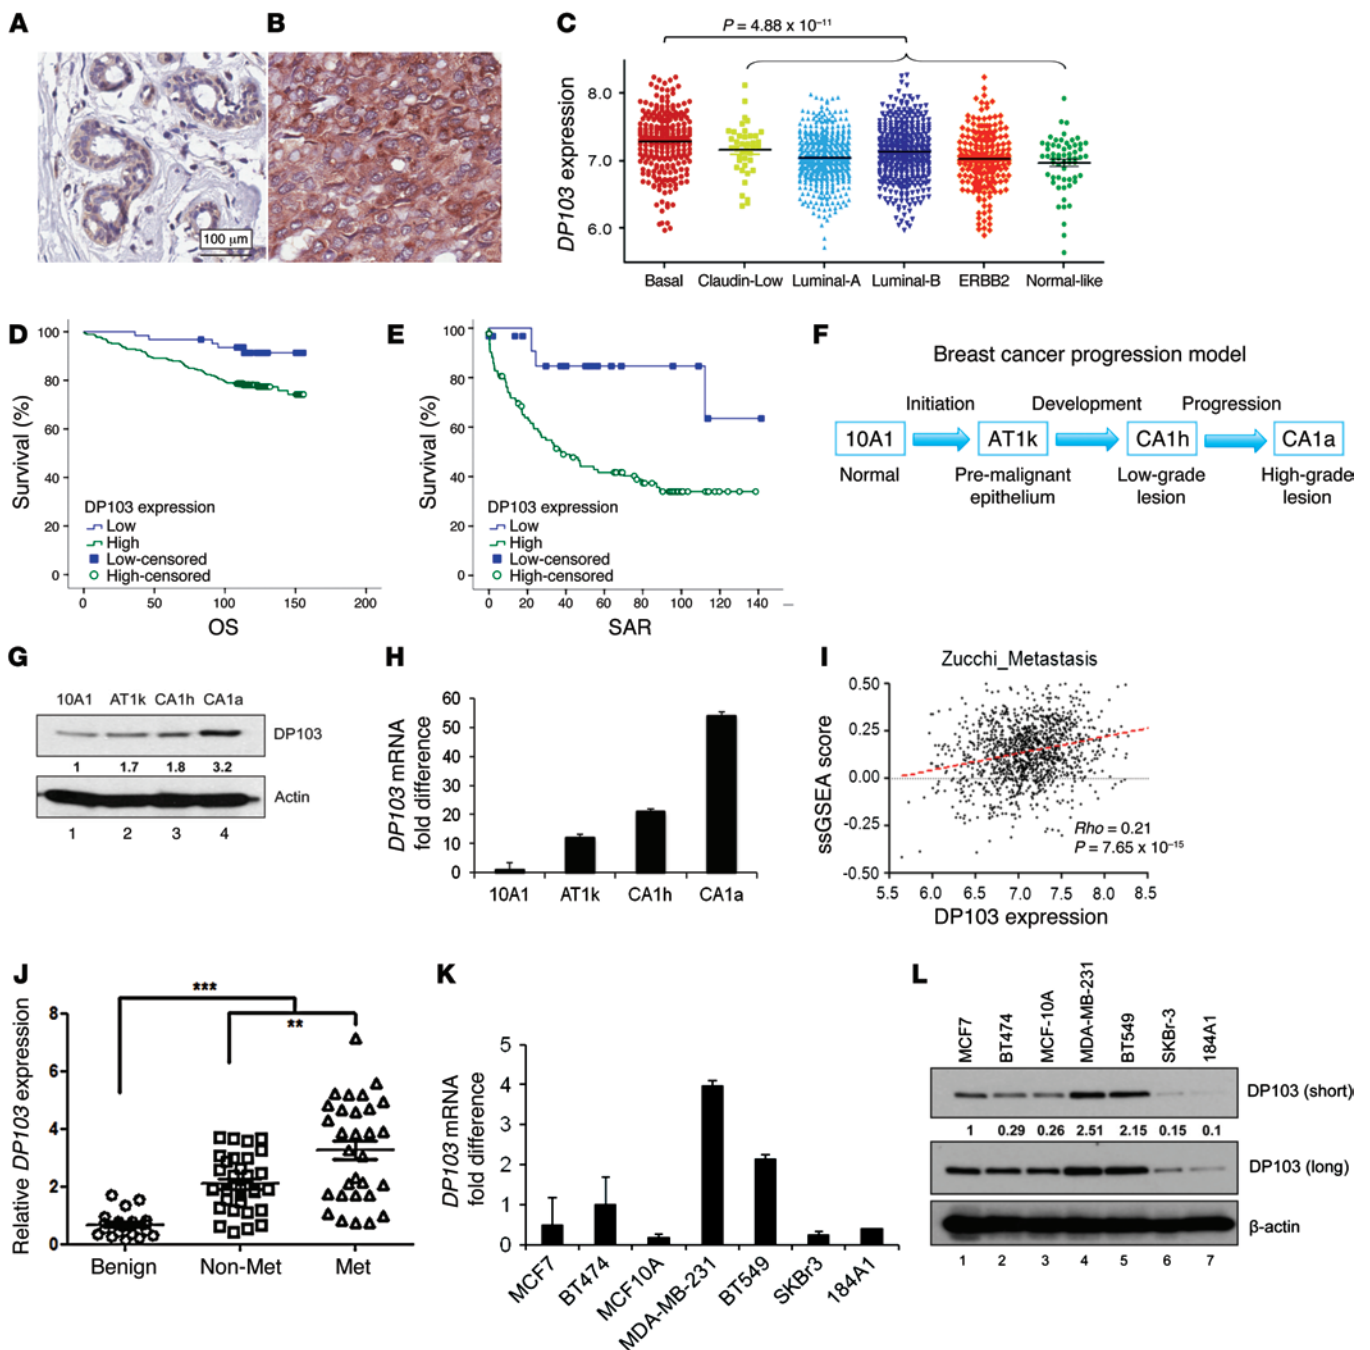 A
B
100 μm
C
P = 4.88 x 10⁻¹¹
DP103 expression
8.0
7.0
6.0
Basal Claudin-Low Luminal-A Luminal-B ERBB2 Normal-like
D
Survival (%)
100
80
60
40
20
0
DP103 expression
Low
High
Low-censored
High-censored
0 50 100 150 200
OS
E
Survival (%)
100
80
60
40
20
0
DP103 expression
Low
High
Low-censored
High-censored
0 20 40 60 80 100 120 140
SAR
F
Breast cancer progression model
Initiation Development Progression
10A1 AT1k CA1h CA1a
Normal Pre-malignant epithelium Low-grade lesion High-grade lesion
G
10A1 AT1k CA1h CA1a
DP103
1 1.7 1.8 3.2
Actin
1 2 3 4
H
DP103 mRNA
fold difference
60
50
40
30
20
10
0
10A1 AT1k CA1h CA1a
I
Zucchi_Metastasis
ssGSEA score
0.50
0.25
0.00
-0.25
-0.50
Rho = 0.21
P = 7.65 x 10⁻¹⁵
5.5 6.0 6.5 7.0 7.5 8.0 8.5
DP103 expression
J
Relative DP103 expression
***
**
8
6
4
2
0
Benign Non-Met Met
K
DP103 mRNA
fold difference
5
4
3
2
1
0
MCF7 BT474 MCF10A MDA-MB-231 BT549 SKBr3 184A1
L
MCF7 BT474 MCF-10A MDA-MB-231 BT549 SKBr-3 184A1
DP103 (short)
1 0.29 0.26 2.51 2.15 0.15 0.1
DP103 (long)
β-actin
1 2 3 4 5 6 7